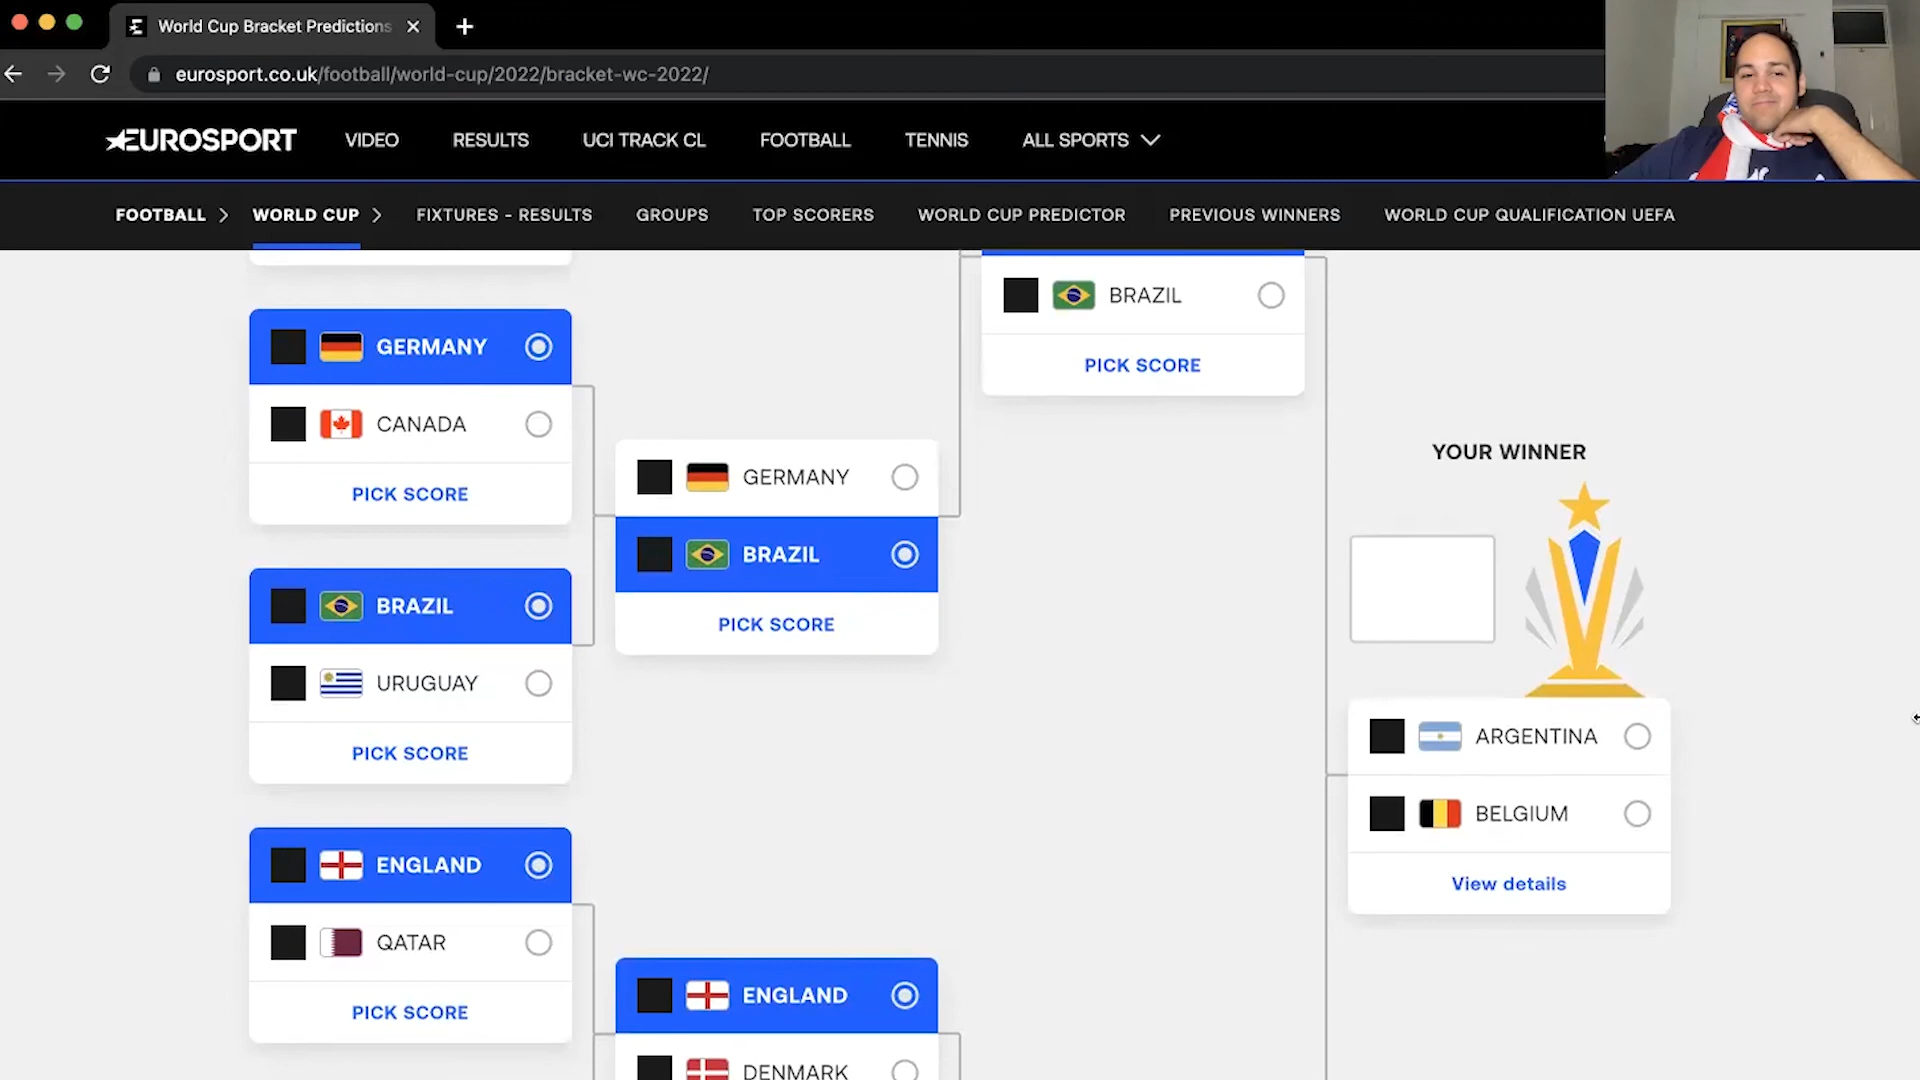 World Cup Bracket Predictions
eurosport.co.uk/football/world-cup/2022/bracket-wc-2022/
EUROSPORT VIDEO RESULTS UCI TRACK CL FOOTBALL TENNIS ALL SPORTS
FOOTBALL WORLD CUP FIXTURES - RESULTS GROUPS TOP SCORERS WORLD CUP PREDICTOR PREVIOUS WINNERS WORLD CUP QUALIFICATION UEFA
GERMANY
CANADA
PICK SCORE
BRAZIL
URUGUAY
PICK SCORE
ENGLAND
QATAR
PICK SCORE
GERMANY
BRAZIL
PICK SCORE
ENGLAND
DENMARK
BRAZIL
PICK SCORE
YOUR WINNER
ARGENTINA
BELGIUM
View details